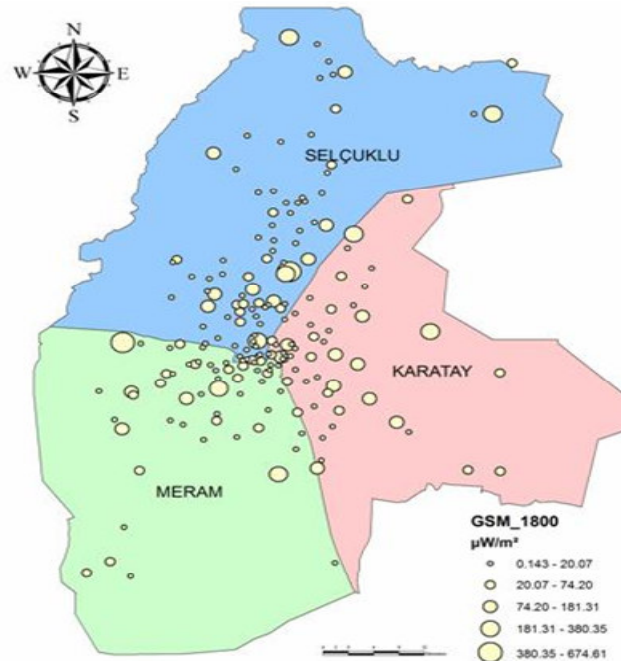 N
W
E
S
SELÇUKLU
KARATAY
MERAM
GSM_1800
µW/m²
0.143 - 20.07
20.07 - 74.20
74.20 - 181.31
181.31 - 380.35
380.35 - 674.61